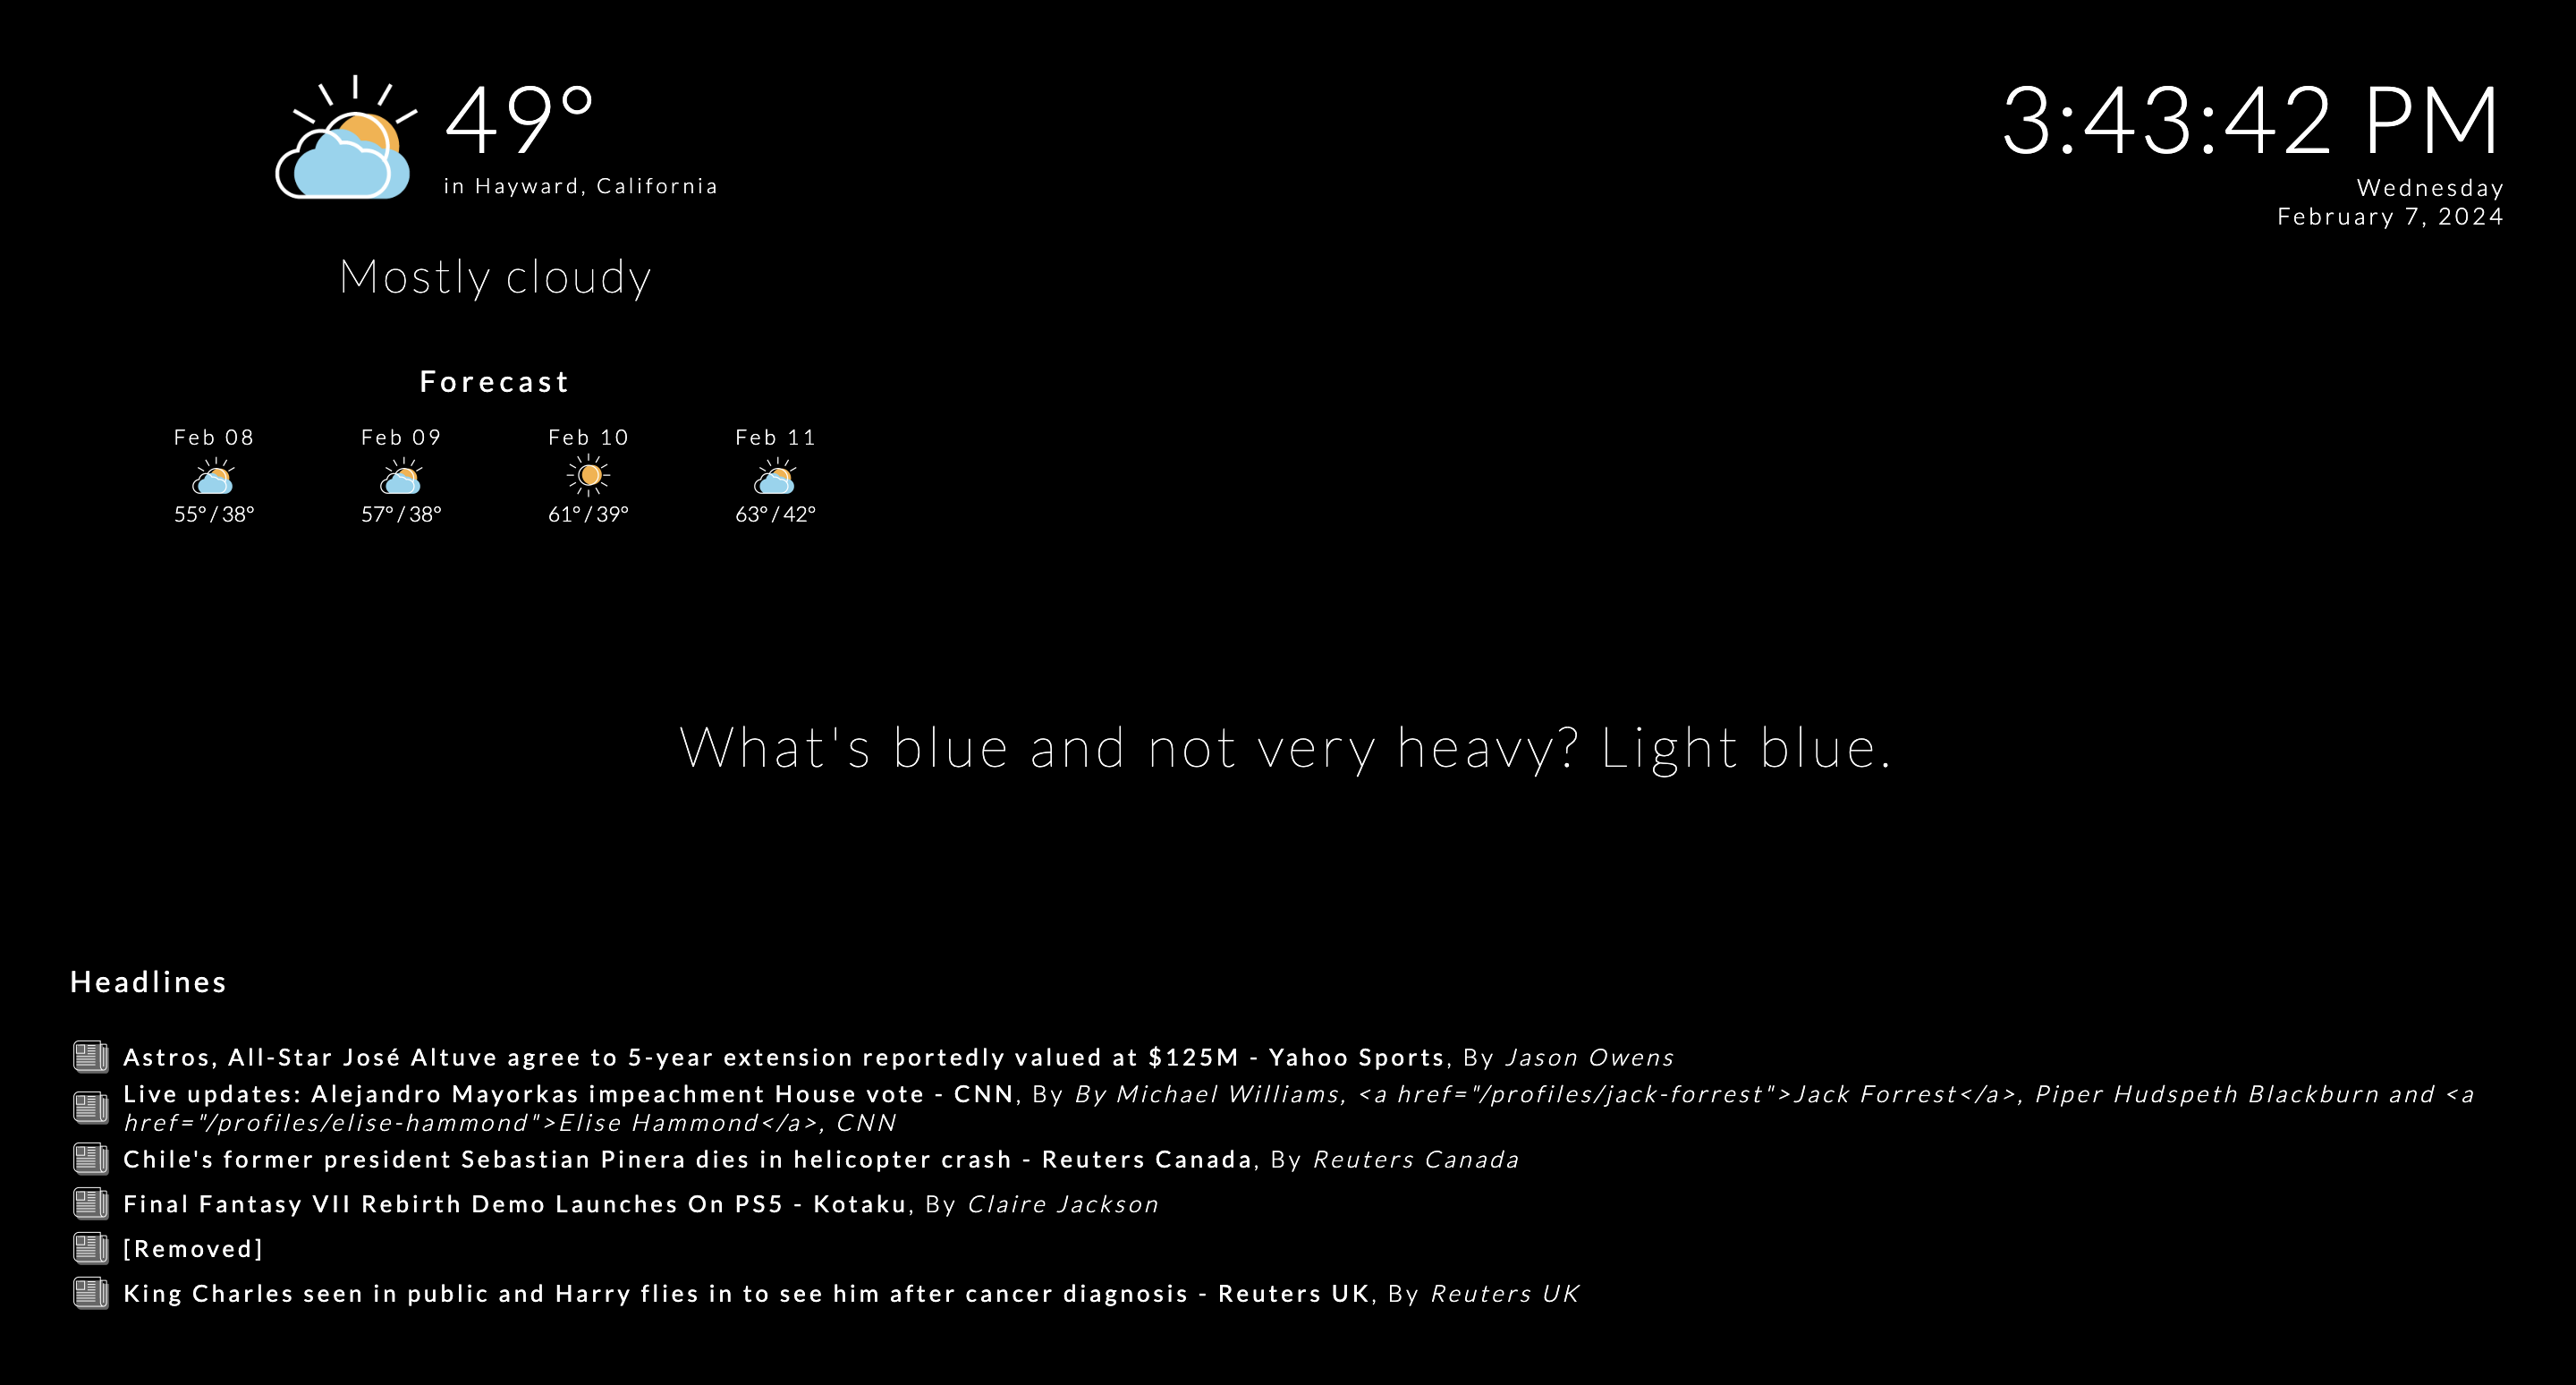 49°
in Hayward, California
Mostly cloudy
3:43:42 PM
Wednesday
February 7, 2024
Forecast
Feb 08 Feb 09 Feb 10 Feb 11
55° / 38° 57° / 38° 61° / 39° 63° / 42°
What's blue and not very heavy? Light blue.
Headlines
Astros, All-Star José Altuve agree to 5-year extension reportedly valued at $125M - Yahoo Sports, By Jason Owens
Live updates: Alejandro Mayorkas impeachment House vote - CNN, By By Michael Williams, <a href="/profiles/jack-forrest">Jack Forrest</a>, Piper Hudspeth Blackburn and <a
href="/profiles/elise-hammond">Elise Hammond</a>, CNN
Chile's former president Sebastian Pinera dies in helicopter crash - Reuters Canada, By Reuters Canada
Final Fantasy VII Rebirth Demo Launches On PS5 - Kotaku, By Claire Jackson
[Removed]
King Charles seen in public and Harry flies in to see him after cancer diagnosis - Reuters UK, By Reuters UK